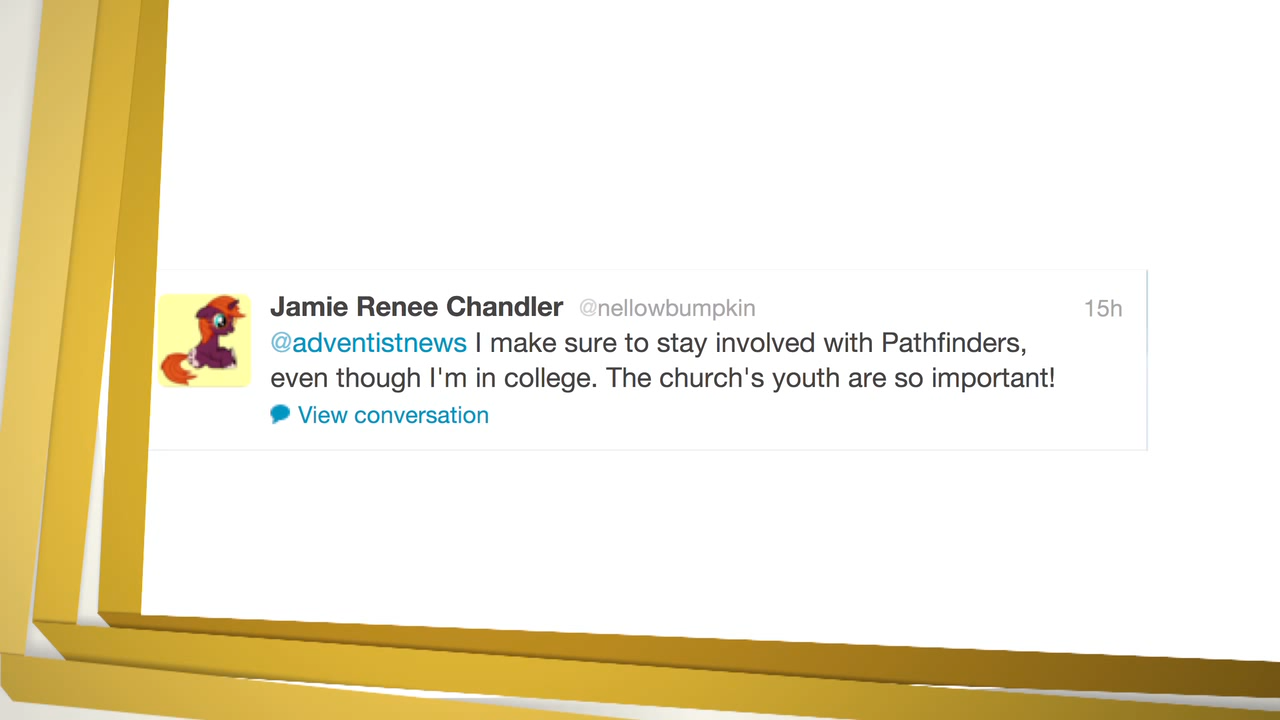 Jamie Renee Chandler @nellowbumpkin 15h
@adventistnews I make sure to stay involved with Pathfinders,
even though I'm in college. The church's youth are so important!
View conversation